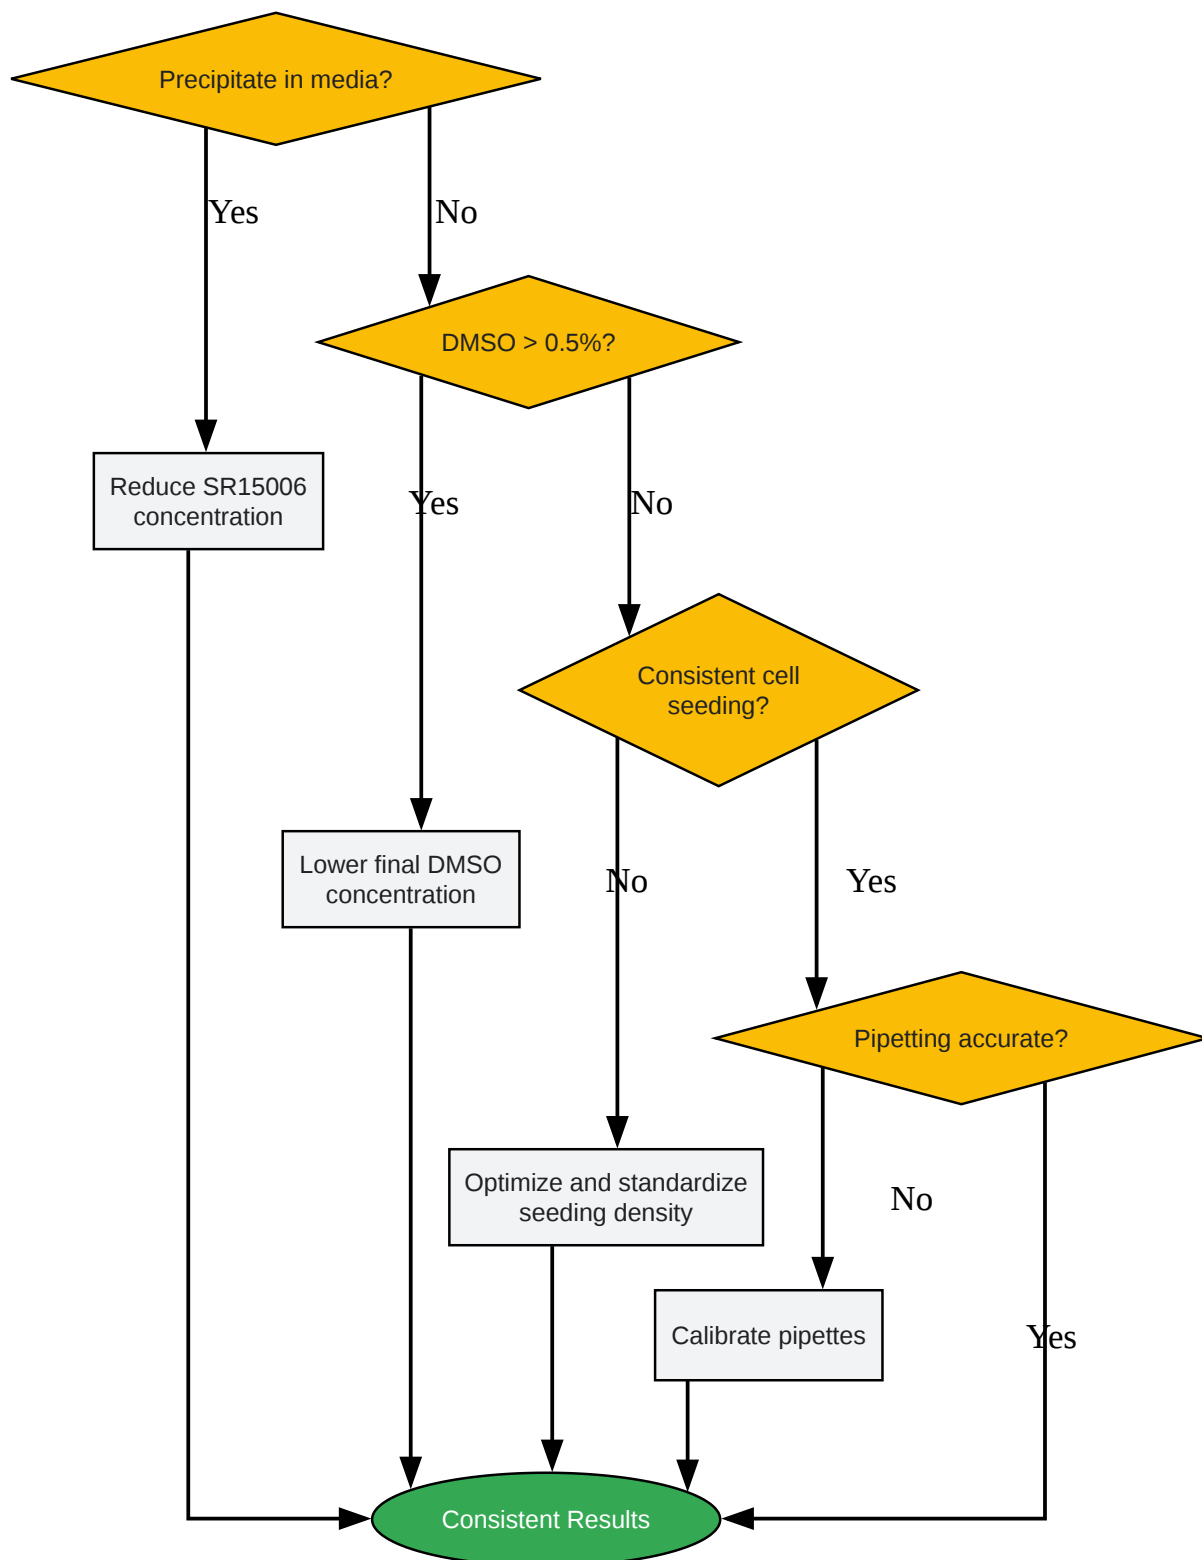 Precipitate in media?
Yes
No
DMSO > 0.5%?
Reduce SR15006
concentration
Yes
No
Consistent cell
seeding?
Lower final DMSO
concentration
No
Yes
Pipetting accurate?
Optimize and standardize
seeding density
No
Calibrate pipettes
Yes
Consistent Results